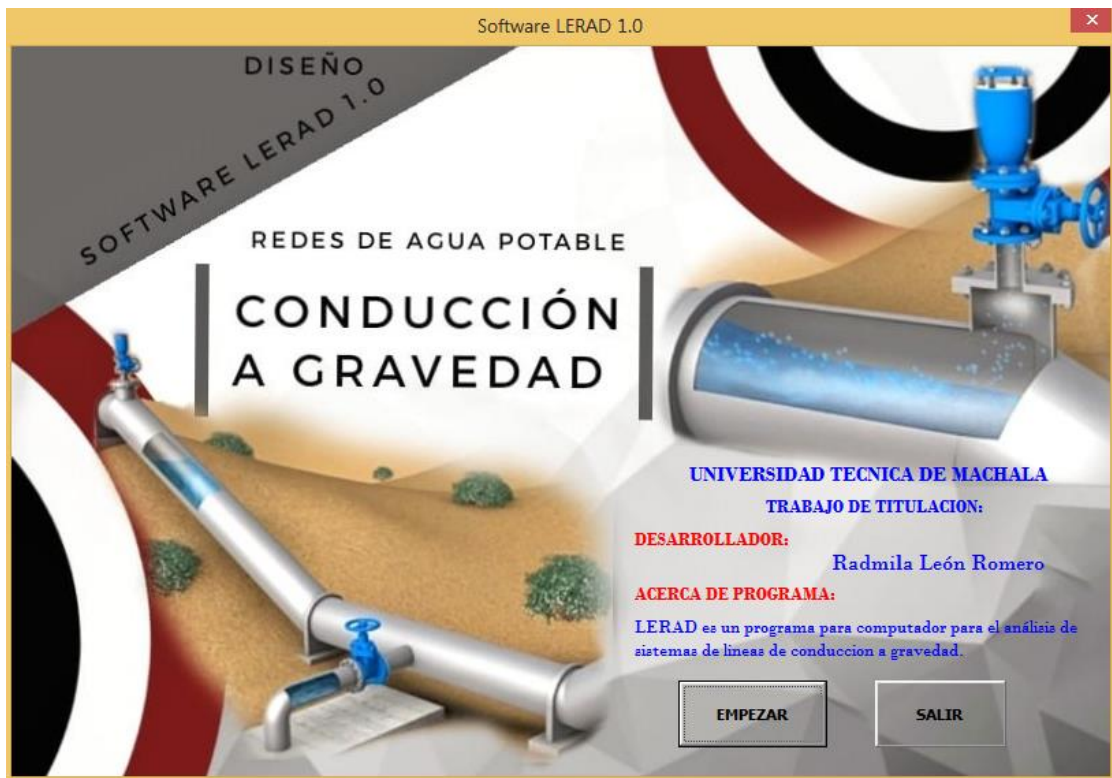 Software LERAD 1.0
DISEÑO
SOFTWARE LERAD 1.0
REDES DE AGUA POTABLE
CONDUCCIÓN
A GRAVEDAD
UNIVERSIDAD TECNICA DE MACHALA
TRABAJO DE TITULACION:
DESARROLLADOR:
Radmila León Romero
ACERCA DE PROGRAMA:
LERAD es un programa para computador para el análisis de
sistemas de lineas de conduccion a gravedad.
EMPEZAR
SALIR